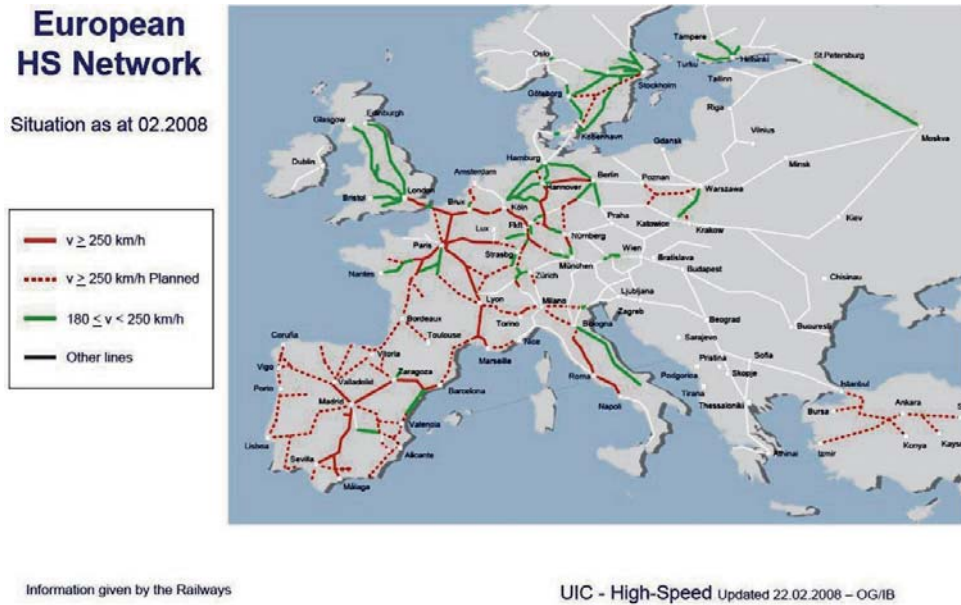 European
HS Network
Situation as at 02.2008
v ≥ 250 km/h
v ≥ 250 km/h Planned
180 ≤ v < 250 km/h
Other lines
Tampere
Oslo
Turku
Helsinki
St.Petersburg
Tallinn
Stockholm
Göteborg
Riga
Glasgow
Edinburgh
Moskva
København
Vilnius
Dublin
Gdansk
Minsk
Hamburg
Amsterdam
Berlin
Poznan
Hannover
Warszawa
Bristol
London
Brux
Köln
Praha
Katowice
Kiev
Krakow
Lux
Fkft
Nürnberg
Paris
Strasbg
Wien
Bratislava
München
Nantes
Zürich
Budapest
Chisinau
Ljubljana
Lyon
Milano
Zagreb
Bordeaux
Torino
Bologna
Beograd
Bucuresti
Coruña
Toulouse
Nice
Sarajevo
Vitoria
Marseille
Vigo
Zaragoza
Pristina
Sofia
Valladolid
Roma
Podgorica
Skopje
Porto
Barcelona
Istanbul
Madrid
Tirana
Ankara
Napoli
Thessaloniki
Bursa
Valencia
Lisboa
Konya
Kays
Izmir
Alicante
Athinai
Sevilla
Málaga
Information given by the Railways
UIC - High-Speed Updated 22.02.2008 – OG/IB